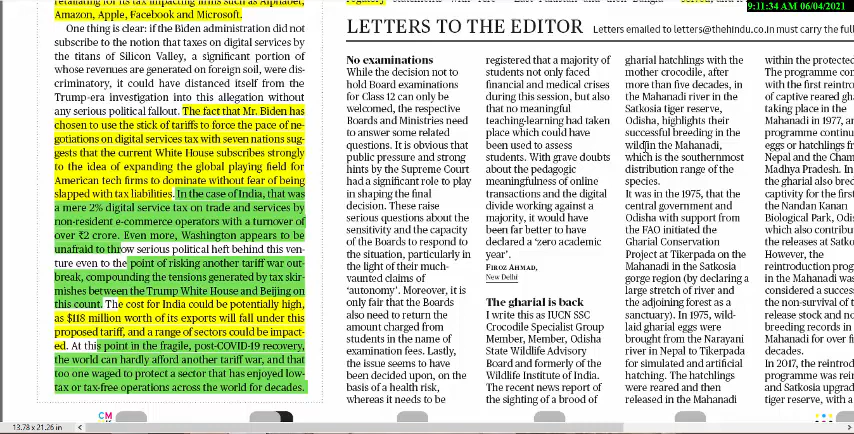 retaliating for its tax impacting firms such as Alphabet,
Amazon, Apple, Facebook and Microsoft.
One thing is clear: if the Biden administration did not
subscribe to the notion that taxes on digital services by
the titans of Silicon Valley, a significant portion of
whose revenues are generated on foreign soil, were dis-
criminatory, it could have distanced itself from the
Trump-era investigation into this allegation without
any serious political fallout. The fact that Mr. Biden has
chosen to use the stick of tariffs to force the pace of ne-
gotiations on digital services tax with seven nations sug-
gests that the current White House subscribes strongly
to the idea of expanding the global playing field for
American tech firms to dominate without fear of being
slapped with tax liabilities. In the case of India, that was
a mere 2% digital service tax on trade and services by
non-resident e-commerce operators with a turnover of
over ₹2 crore. Even more, Washington appears to be
unafraid to throw serious political heft behind this ven-
ture even to the point of risking another tariff war out-
break, compounding the tensions generated by tax skir-
mishes between the Trump White House and Beijing on
this count. The cost for India could be potentially high,
as $118 million worth of its exports will fall under this
proposed tariff, and a range of sectors could be impact-
ed. At this point in the fragile, post-COVID-19 recovery,
the world can hardly afford another tariff war, and that
too one waged to protect a sector that has enjoyed low-
tax or tax-free operations across the world for decades.
9:11:34 AM 06/04/2021
LETTERS TO THE EDITOR Letters emailed to letters@thehindu.co.in must carry the full
No examinations
While the decision not to
hold Board examinations
for Class 12 can only be
welcomed, the respective
Boards and Ministries need
to answer some related
questions. It is obvious that
public pressure and strong
hints by the Supreme Court
had a significant role to play
in shaping the final
decision. These raise
serious questions about the
sensitivity and the capacity
of the Boards to respond to
the situation, particularly in
the light of their much-
vaunted claims of
'autonomy'. Moreover, it is
only fair that the Boards
also need to return the
amount charged from
students in the name of
examination fees. Lastly,
the issue seems to have
been decided upon, on the
basis of a health risk,
whereas it needs to be
registered that a majority of
students not only faced
financial and medical crises
during this session, but also
that no meaningful
teaching-learning had taken
place which could have
been used to assess
students. With grave doubts
about the pedagogic
meaningfulness of online
transactions and the digital
divide working against a
majority, it would have
been far better to have
declared a 'zero academic
year'.
Firoz Ahmad,
New Delhi
The gharial is back
I write this as IUCN SSC
Crocodile Specialist Group
Member, Member, Odisha
State Wildlife Advisory
Board and formerly of the
Wildlife Institute of India.
The recent news report of
the sighting of a brood of
gharial hatchlings with the
mother crocodile, after
more than five decades, in
the Mahanadi river in the
Satkosia tiger reserve,
Odisha, highlights their
successful breeding in the
wild in the Mahanadi,
which is the southernmost
distribution range of the
species.
It was in the 1975, that the
central government and
Odisha with support from
the FAO initiated the
Gharial Conservation
Project at Tikerpada on the
Mahanadi in the Satkosia
gorge region (by declaring a
large stretch of river and
the adjoining forest as a
sanctuary). In 1975, wild-
laid gharial eggs were
brought from the Narayani
river in Nepal to Tikerpada
for simulated and artificial
hatching. The hatchlings
were reared and then
released in the Mahanadi
within the protected
The programme con
with the first reintro
of captive reared gh
taking place in the
Mahanadi in 1977, an
programme continu
eggs or hatchlings fr
Nepal and the Cham
Madhya Pradesh. In
the gharial also bred
captivity for the first
the Nandan Kanan
Biological Park, Odis
which also contribu
the releases at Satko
However, the
reintroduction prog
in the Mahanadi was
considered a succes
the non-survival of t
release stock and no
breeding records in
Mahanadi for over fi
decades.
In 2017, the reintrod
programme was rein
and Satkosia upgrad
tiger reserve, with a
CM
13.78 x 21.26 in